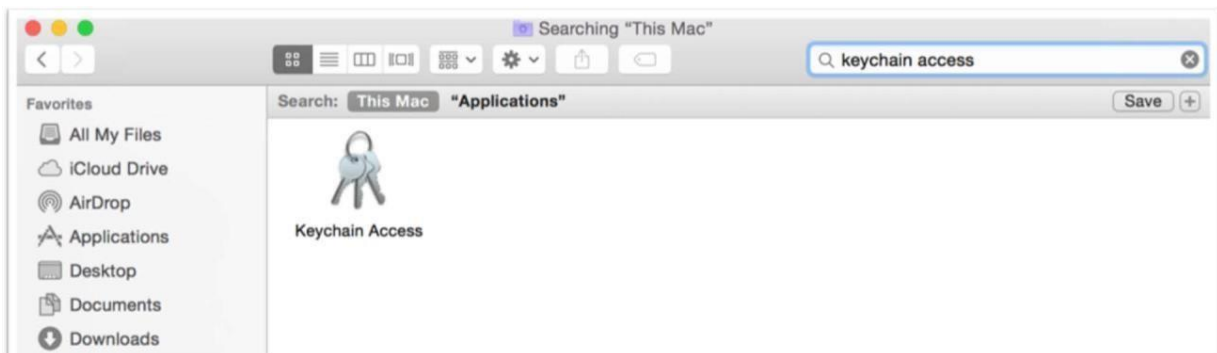 Searching "This Mac"
keychain access
Favorites
All My Files
iCloud Drive
AirDrop
Applications
Desktop
Documents
Downloads
Search: This Mac "Applications" Save +
Keychain Access